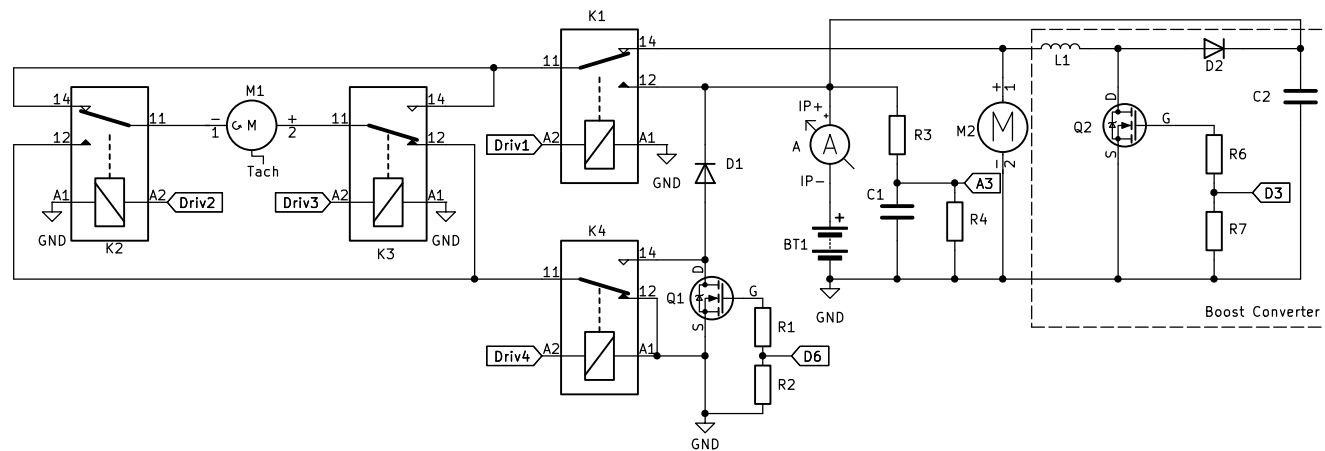 K1
14
11
12
Driv1
A2
A1
GND
14
M1
14
12
11
-
+
11
12
1
2
Tach
A1
A2
Driv2
Driv3
A2
A1
GND
K2
K3
GND
D1
K4
14
11
12
Driv4
A2
A1
D
Q1
G
S
R1
D6
R2
GND
IP+
+
A
A
IP-
+
BT1
GND
R3
A3
C1
R4
+
1
M2
M
-
2
L1
D2
C2
D
Q2
G
S
R6
D3
R7
Boost Converter